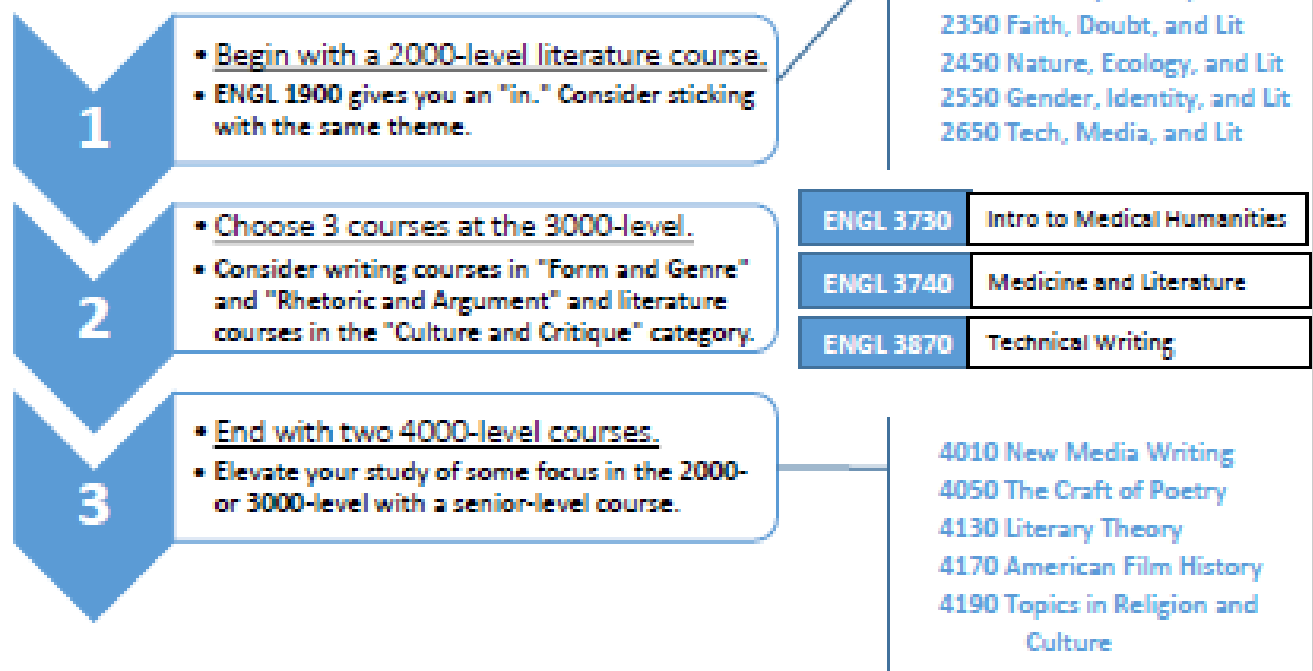 2350 Faith, Doubt, and Lit
2450 Nature, Ecology, and Lit
2550 Gender, Identity, and Lit
2650 Tech, Media, and Lit
1
• Begin with a 2000-level literature course.
• ENGL 1900 gives you an "in." Consider sticking
with the same theme.
2
• Choose 3 courses at the 3000-level.
• Consider writing courses in "Form and Genre"
and "Rhetoric and Argument" and literature
courses in the "Culture and Critique" category.
ENGL 3730 Intro to Medical Humanities
ENGL 3740 Medicine and Literature
ENGL 3870 Technical Writing
3
• End with two 4000-level courses.
• Elevate your study of some focus in the 2000-
or 3000-level with a senior-level course.
4010 New Media Writing
4050 The Craft of Poetry
4130 Literary Theory
4170 American Film History
4190 Topics in Religion and
Culture